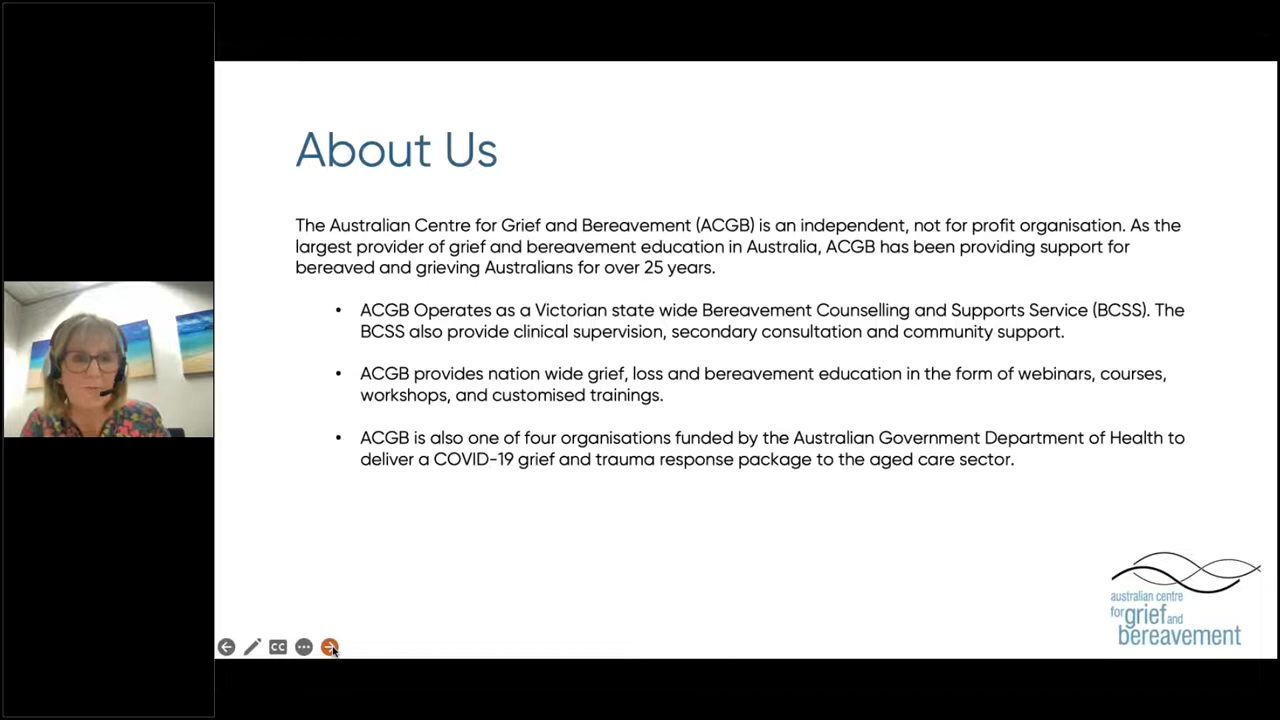 About Us
The Australian Centre for Grief and Bereavement (ACGB) is an independent, not for profit organisation. As the
largest provider of grief and bereavement education in Australia, ACGB has been providing support for
bereaved and grieving Australians for over 25 years.
• ACGB Operates as a Victorian state wide Bereavement Counselling and Supports Service (BCSS). The
BCSS also provide clinical supervision, secondary consultation and community support.
• ACGB provides nation wide grief, loss and bereavement education in the form of webinars, courses,
workshops, and customised trainings.
• ACGB is also one of four organisations funded by the Australian Government Department of Health to
deliver a COVID-19 grief and trauma response package to the aged care sector.
australian centre
for grief and
bereavement
CC